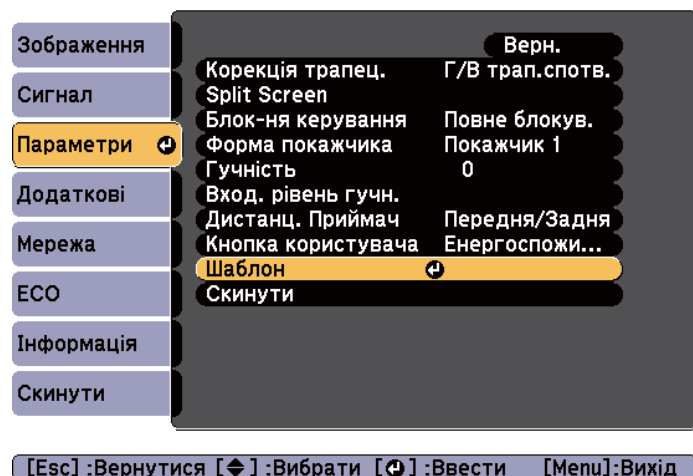 Зображення
Сигнал
Параметри
Додаткові
Мережа
ECO
Інформація
Скинути
Верн.
Корекція трапец. Г/В трап.спотв.
Split Screen
Блок-ня керування Повне блокув.
Форма покажчика Покажчик 1
Гучність 0
Вход. рівень гучн.
Дистанц. Приймач Передня/Задня
Кнопка користувача Енергоспожи...
Шаблон
Скинути
[Esc] :Вернутися [◆] :Вибрати [⏎] :Ввести [Menu]:Вихід